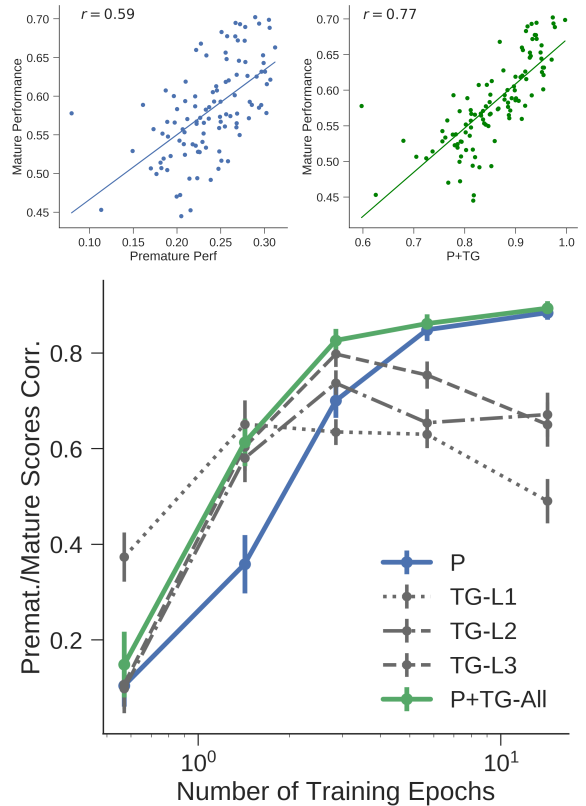 r = 0.59
Mature Performance
0.70
0.65
0.60
0.55
0.50
0.45
0.10 0.15 0.20 0.25 0.30
Premature Perf
r = 0.77
Mature Performance
0.70
0.65
0.60
0.55
0.50
0.45
0.6 0.7 0.8 0.9 1.0
P+TG
Premat./Mature Scores Corr.
0.8
0.6
0.4
0.2
P
TG-L1
TG-L2
TG-L3
P+TG-All
10⁰ 10¹
Number of Training Epochs